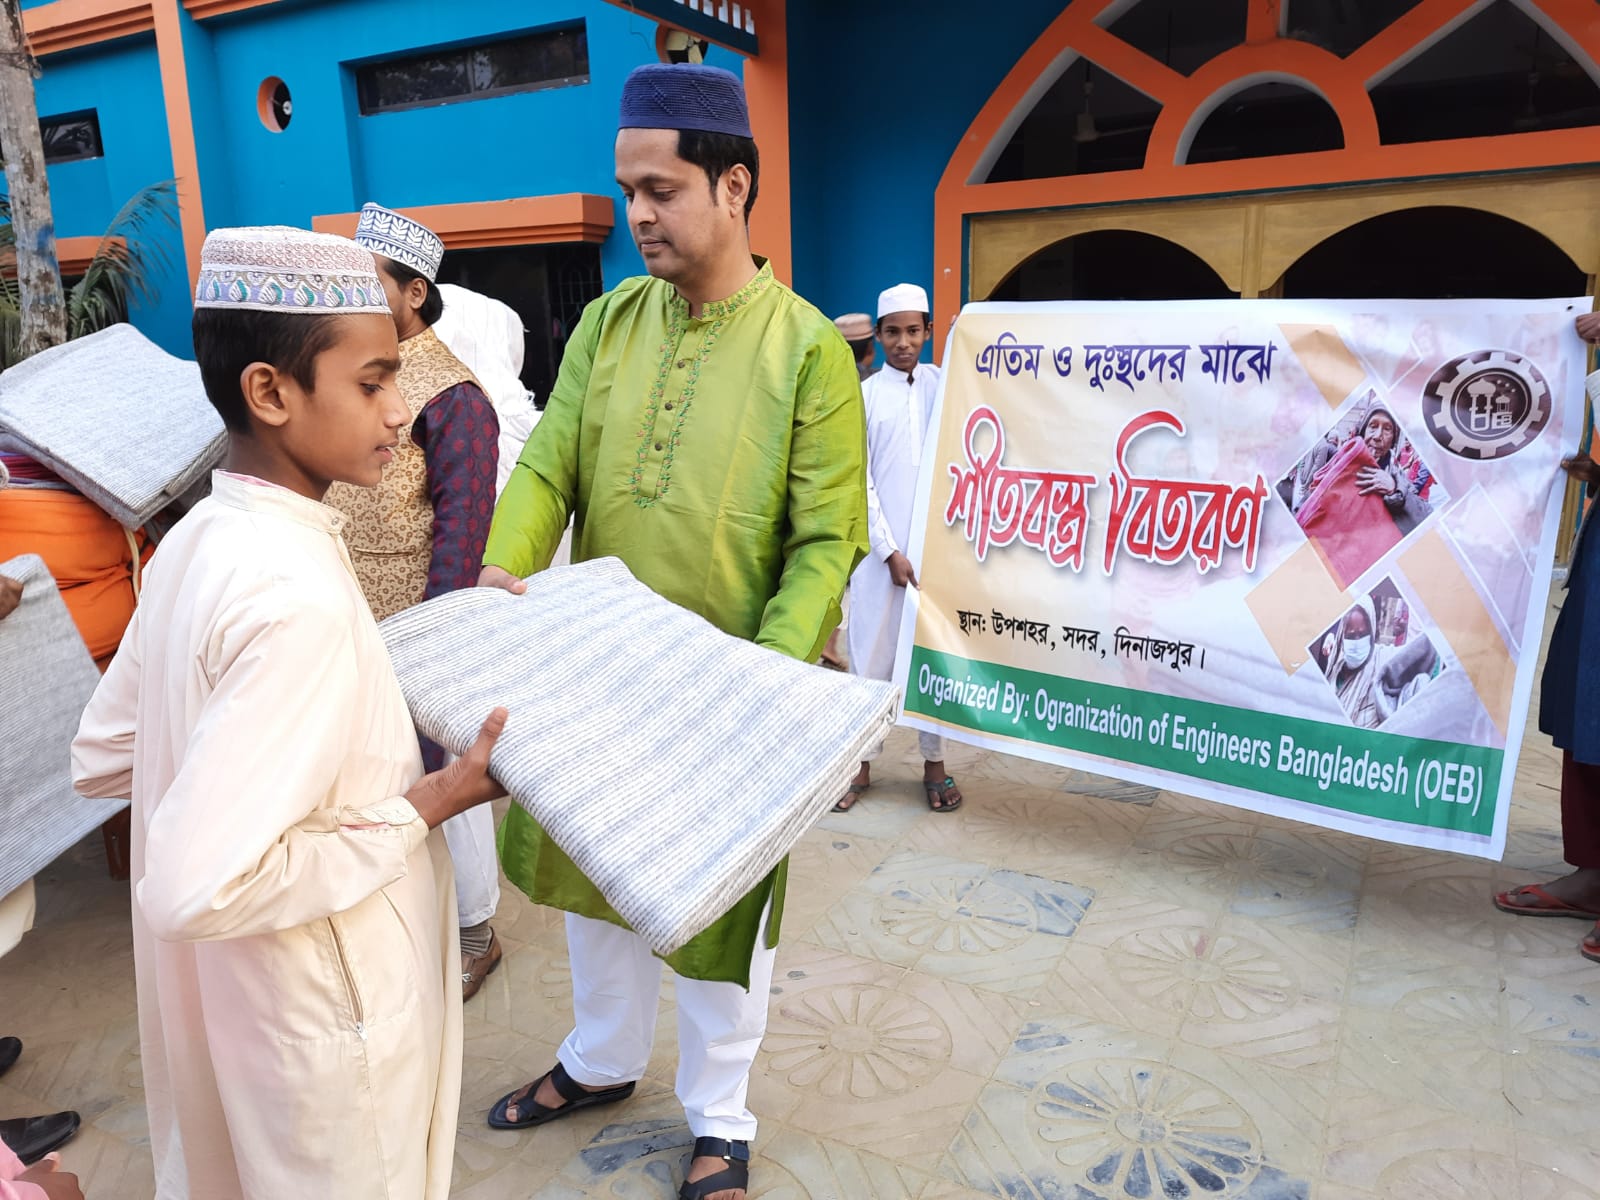 এতিম ও দুঃস্থদের মাঝে
শীতবস্ত্র বিতরণ
স্থান: উপশহর, সদর, দিনাজপুর।
Organized By: Ogranization of Engineers Bangladesh (OEB)